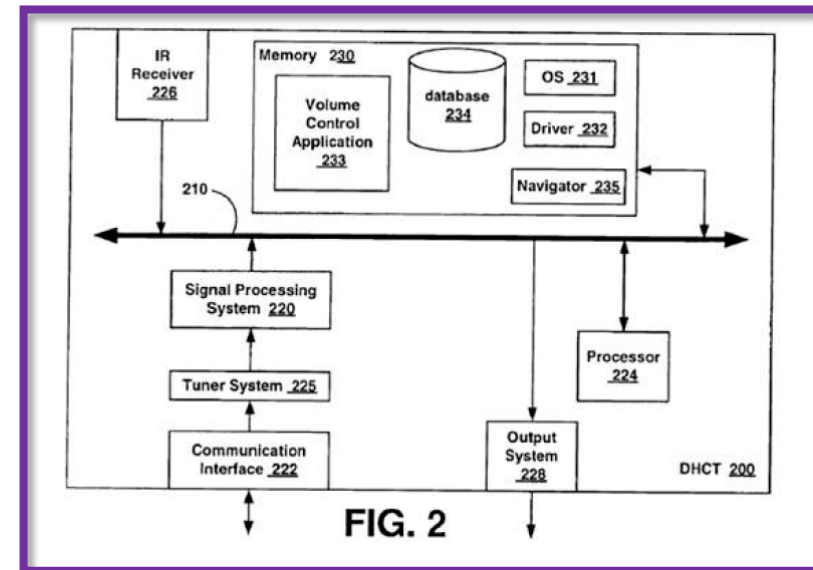 IR
Receiver
226
Memory 230
Volume
Control
Application
233
database
234
OS 231
Driver 232
Navigator 235
210
Signal Processing
System 220
Processor
224
Tuner System 225
Communication
Interface 222
Output
System
228
DHCT 200
FIG. 2